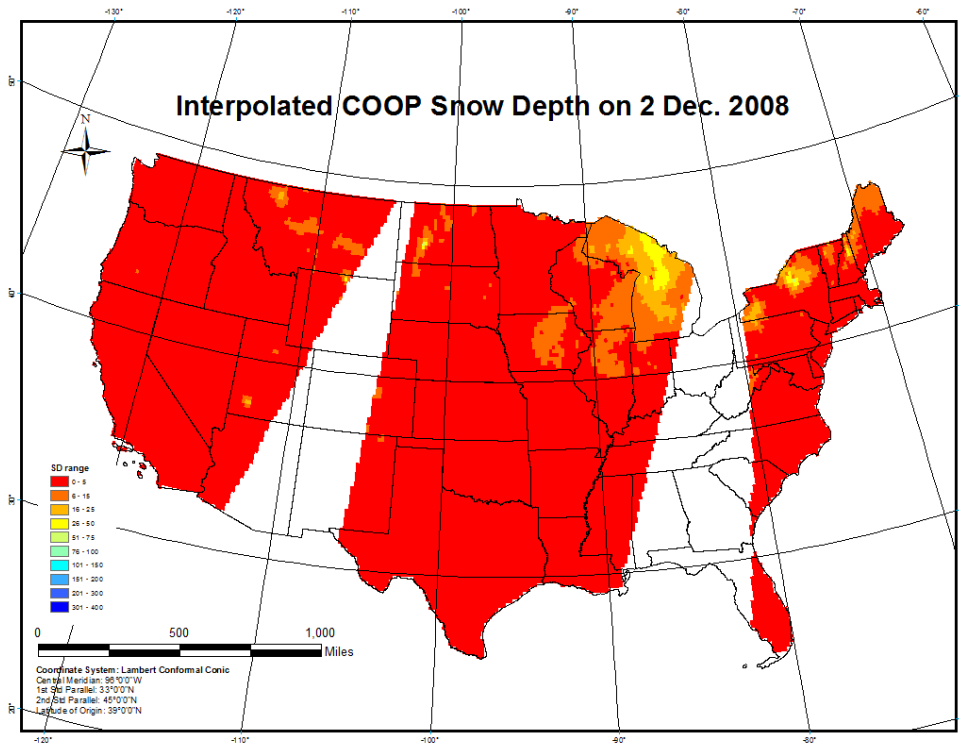 -130° -120° -110° -100° -90° -80° -70° -60°
Interpolated COOP Snow Depth on 2 Dec. 2008
N
50°
40°
30°
20°
SD range
0 - 5
6 - 15
16 - 25
26 - 50
51 - 75
76 - 100
101 - 150
151 - 200
201 - 300
301 - 400
0 500 1,000
Miles
Coordinate System: Lambert Conformal Conic
Central Meridian: 96°0'0"W
1st Std Parallel: 33°0'0"N
2nd Std Parallel: 45°0'0"N
Latitude of Origin: 39°0'0"N
-120° -110° -100° -90° -80°